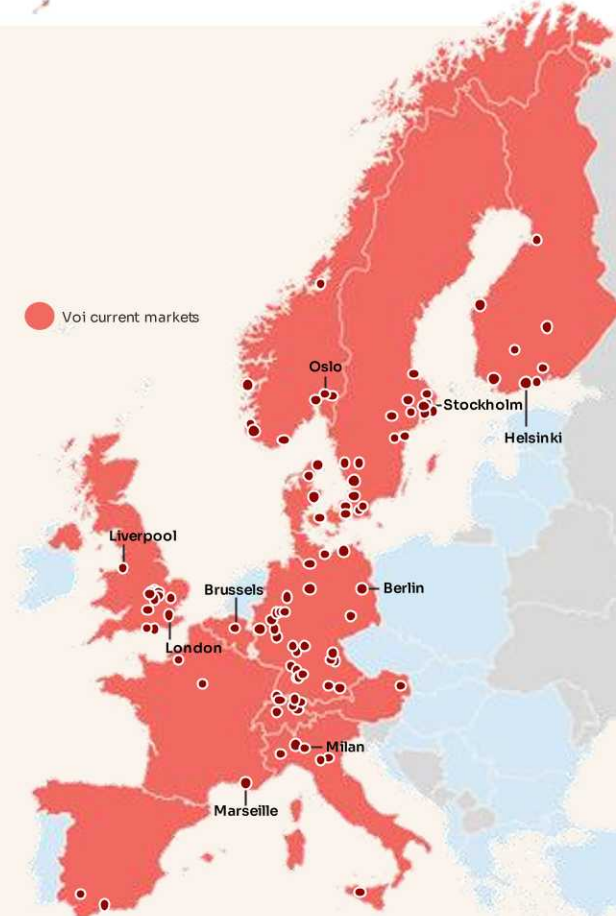 Voi current markets
Oslo
Stockholm
Helsinki
Liverpool
Brussels
Berlin
London
Milan
Marseille